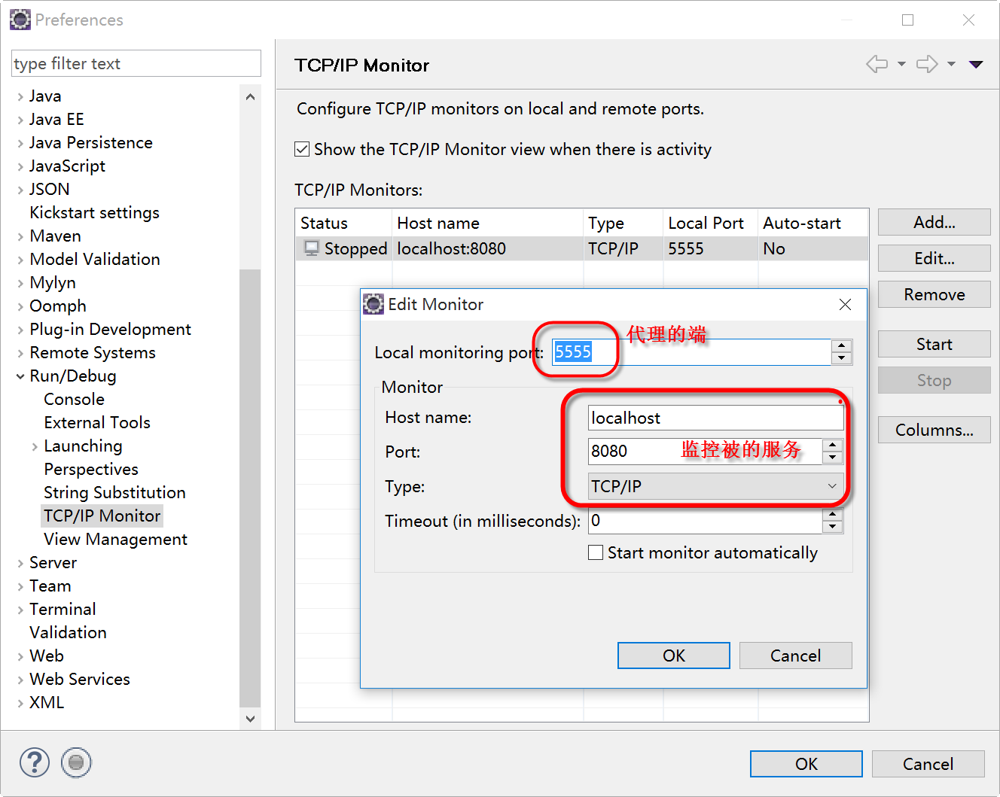 Preferences
type filter text
Java
Java EE
Java Persistence
JavaScript
JSON
Kickstart settings
Maven
Model Validation
Mylyn
Oomph
Plug-in Development
Remote Systems
Run/Debug
Console
External Tools
Launching
Perspectives
String Substitution
TCP/IP Monitor
View Management
Server
Team
Terminal
Validation
Web
Web Services
XML
TCP/IP Monitor
Configure TCP/IP monitors on local and remote ports.
Show the TCP/IP Monitor view when there is activity
TCP/IP Monitors:
Status Host name Type Local Port Auto-start
Stopped localhost:8080 TCP/IP 5555 No
Add...
Edit...
Remove
Start
Stop
Columns...
Edit Monitor
代理的端
Local monitoring port: 5555
Monitor
Host name: localhost
Port: 8080 监控被的服务
Type: TCP/IP
Timeout (in milliseconds): 0
Start monitor automatically
OK Cancel
? OK Cancel